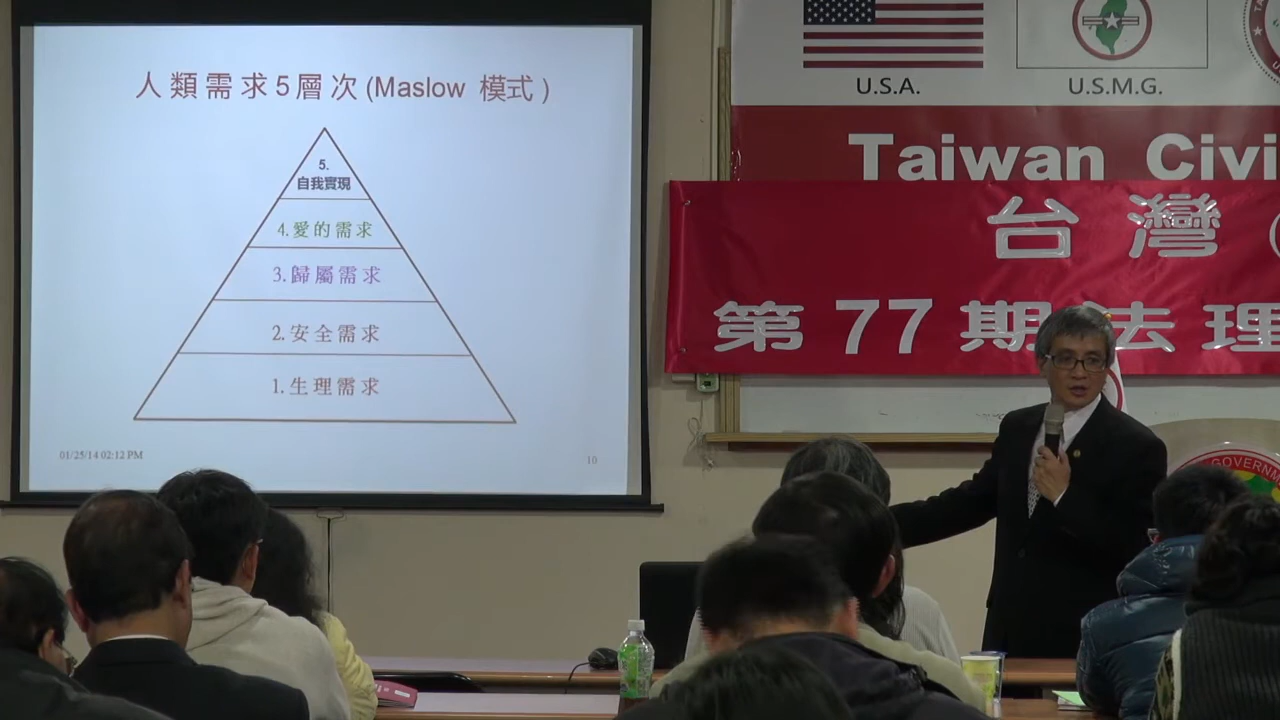 人類需求5層次(Maslow 模式)
5.
自我實現
4.愛的需求
3.歸屬需求
2.安全需求
1.生理需求
01/25/14 02:12 PM
10
U.S.A.
U.S.M.G.
Taiwan Civi
台灣
第77期法理
GOVERNM